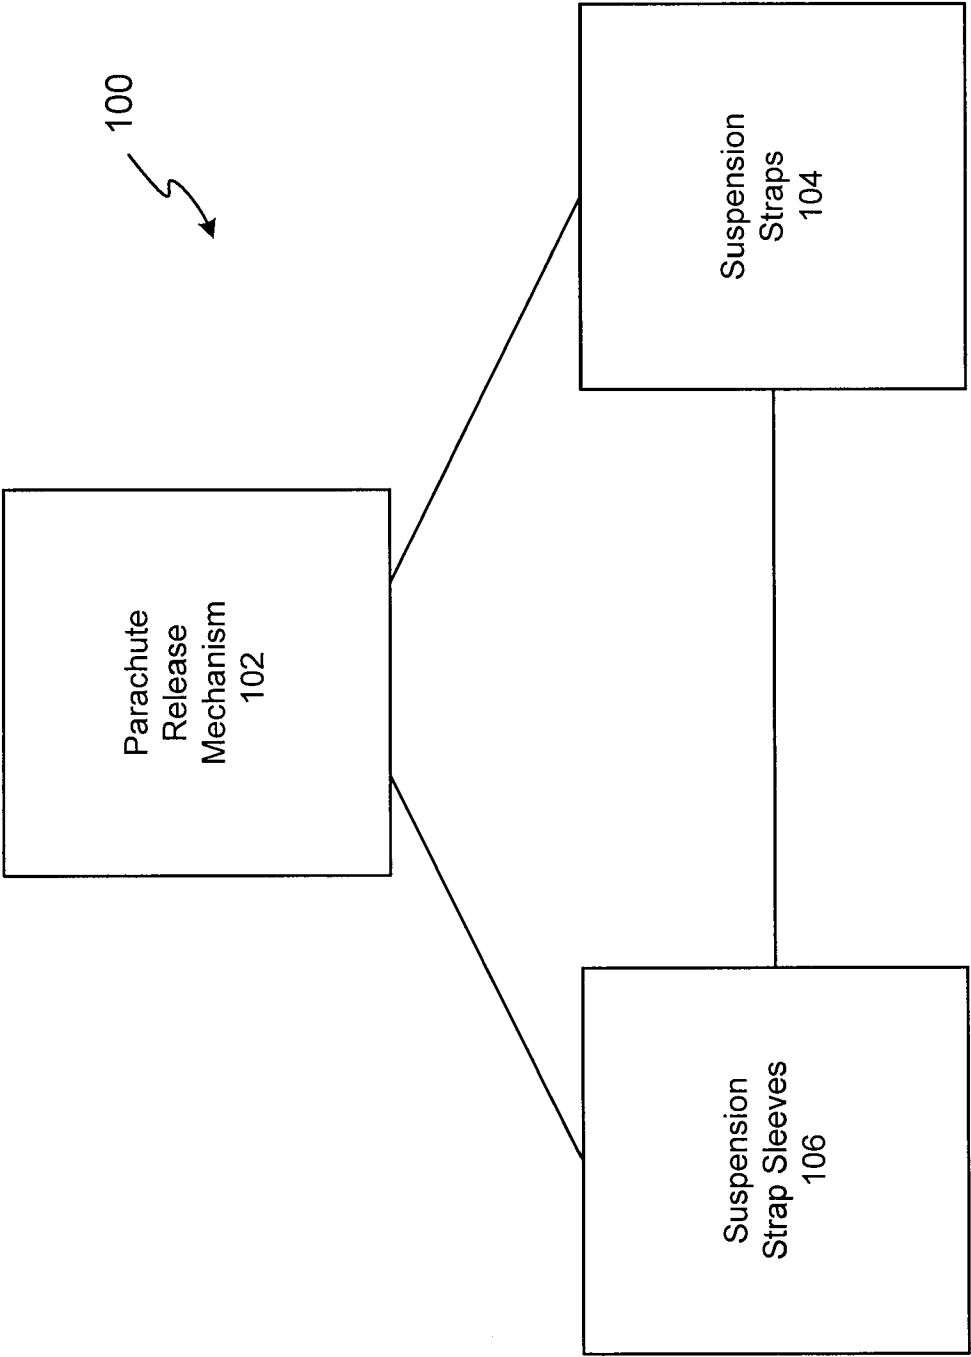 100
Parachute
Release
Mechanism
102
Suspension
Strap Sleeves
106
Suspension
Straps
104